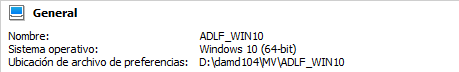 General
Nombre: ADLF_WIN10
Sistema operativo: Windows 10 (64-bit)
Ubicación de archivo de preferencias: D:\damd104\MV\ADLF_WIN10